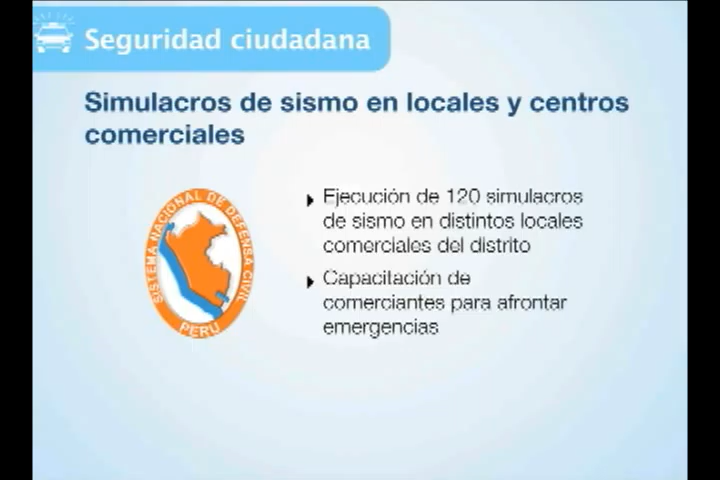 Seguridad ciudadana
Simulacros de sismo en locales y centros
comerciales
SISTEMA NACIONAL DE DEFENSA CIVIL
PERU
Ejecución de 120 simulacros
de sismo en distintos locales
comerciales del distrito
Capacitación de
comerciantes para afrontar
emergencias